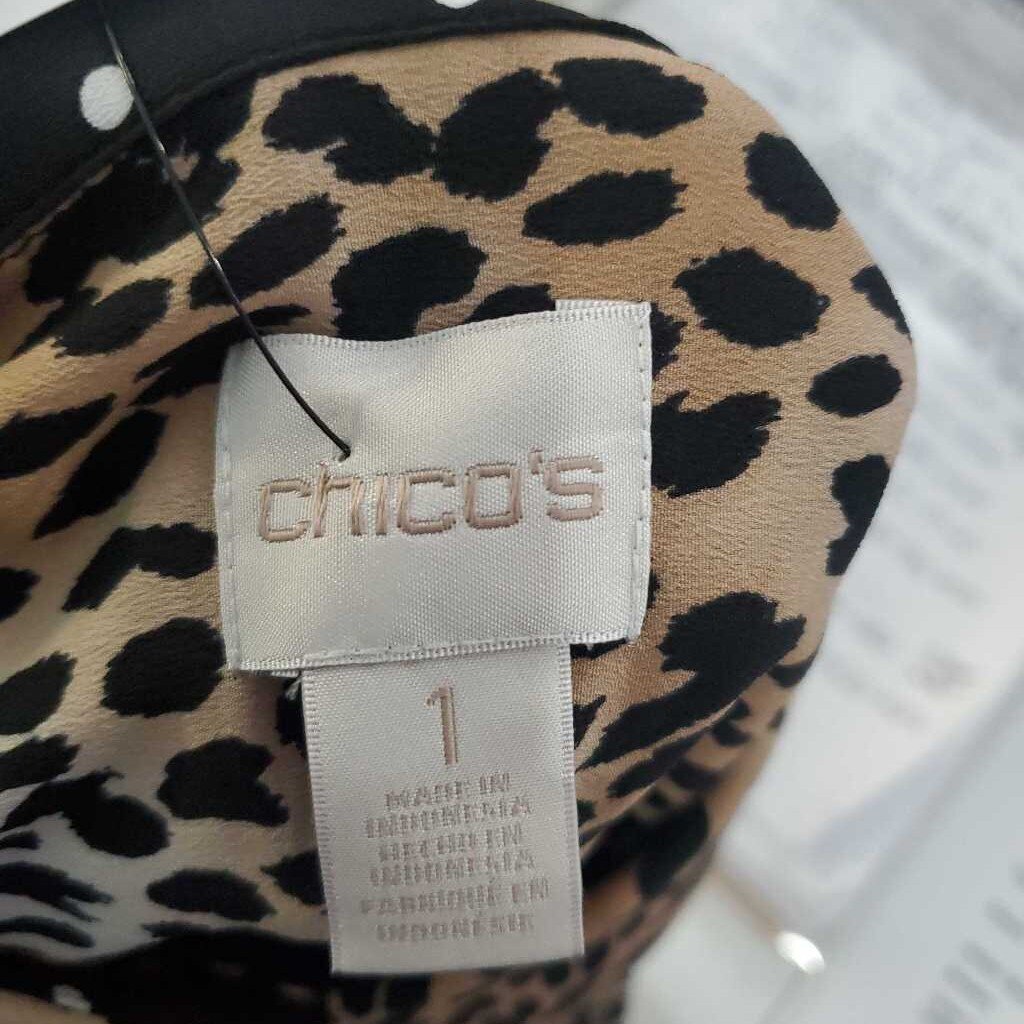 chico's
1
MADE IN
INDONESIA
HECHO EN
INDONESIA
FABRIQUÉ EN
INDONÉSIE